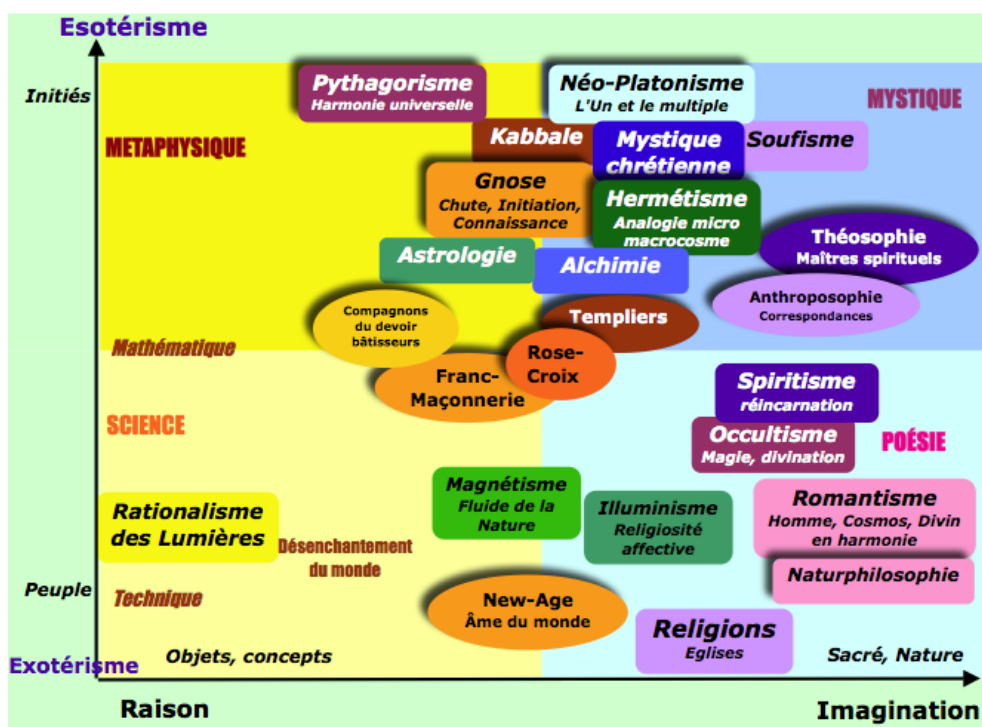 Esotérisme
Initiés
Pythagorisme
Harmonie universelle
Néo-Platonisme
L'Un et le multiple
MYSTIQUE
METAPHYSIQUE
Kabbale
Mystique
chrétienne
Soufisme
Gnose
Chute, Initiation,
Connaissance
Hermétisme
Analogie micro
macrocosme
Théosophie
Maîtres spirituels
Astrologie
Alchimie
Anthroposophie
Correspondances
Compagnons
du devoir
bâtisseurs
Templiers
Mathématique
Rose-
Croix
Franc-
Maçonnerie
Spiritisme
réincarnation
SCIENCE
Occultisme
Magie, divination
POÉSIE
Magnétisme
Fluide de la
Nature
Illuminisme
Religiosité
affective
Romantisme
Homme, Cosmos, Divin
en harmonie
Rationalisme
des Lumières
Désenchantement
du monde
Naturphilosophie
Peuple
Technique
New-Age
Âme du monde
Religions
Eglises
Exotérisme
Objets, concepts
Sacré, Nature
Raison
Imagination